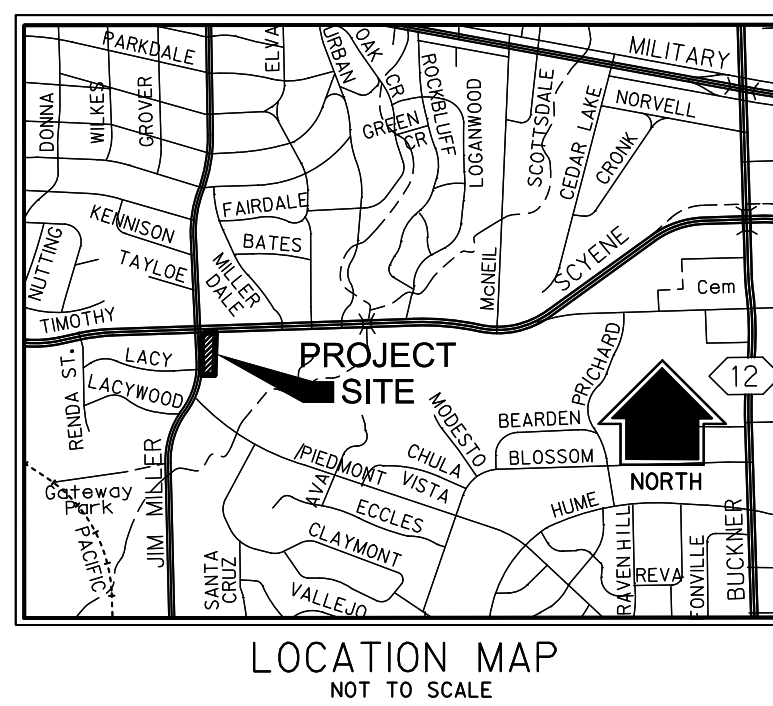 PARKDALE
ELVA
URBAN
OAK
CR
MILITARY
DONNA
WILKES
GROVER
ROCKBLUFF
GREEN
CR
LOGANWOOD
SCOTTSDALE
CEDAR LAKE
NORVELL
CRONK
FAIRDALE
KENNISON
BATES
NUTTING
TAYLOE
MILLER
DALE
McNEIL
SCYENE
Cem
TIMOTHY
LACY
PROJECT
SITE
PRICHARD
12
RENDA ST.
LACYWOOD
MODESTO
BEARDEN
BLOSSOM
NORTH
CHULA
VISTA
PIEDMONT
AVA
Gateway
Park
JIM MILLER
PACIFIC
ECCLES
HUME
CLAYMONT
SANTA
CRUZ
VALLEJO
RAVENHILL
REVA
FONVILLE
BUCKNER
LOCATION MAP
NOT TO SCALE